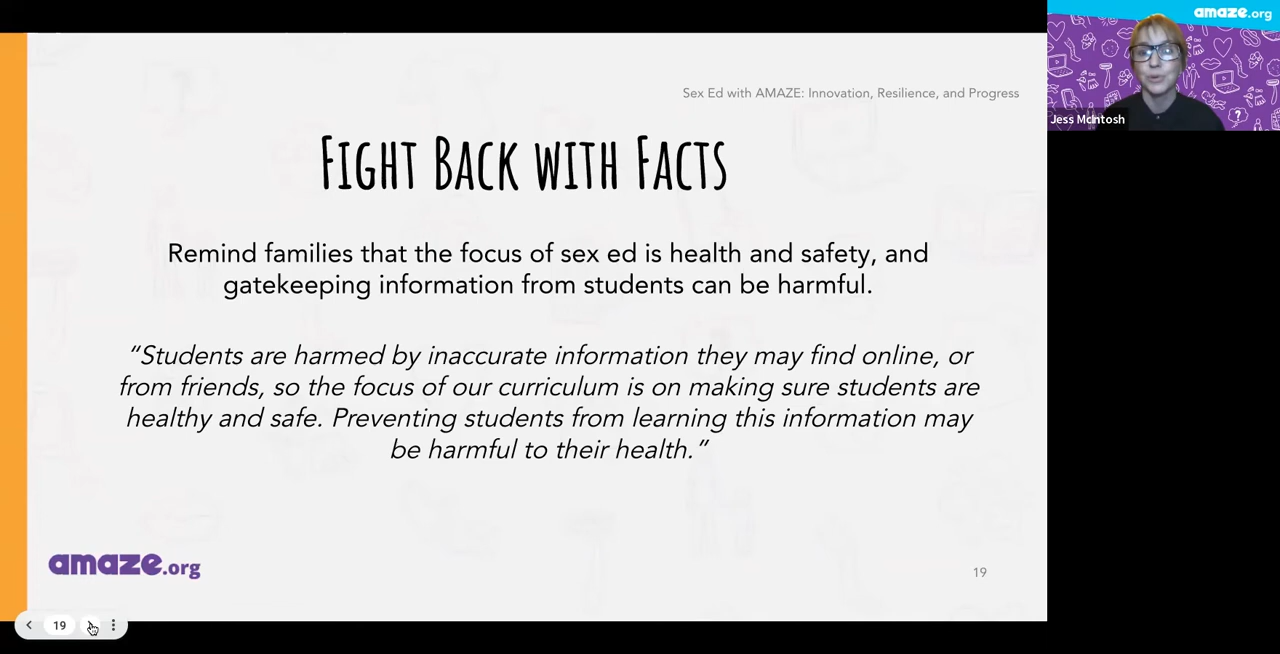 amaze.org
Jess McIntosh
Sex Ed with AMAZE: Innovation, Resilience, and Progress
FIGHT BACK WITH FACTS
Remind families that the focus of sex ed is health and safety, and
gatekeeping information from students can be harmful.
“Students are harmed by inaccurate information they may find online, or
from friends, so the focus of our curriculum is on making sure students are
healthy and safe. Preventing students from learning this information may
be harmful to their health.”
amaze.org
19
19